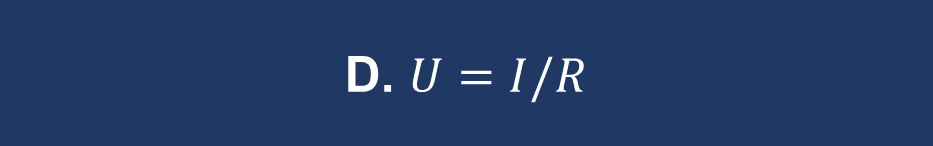 D. U = I/R